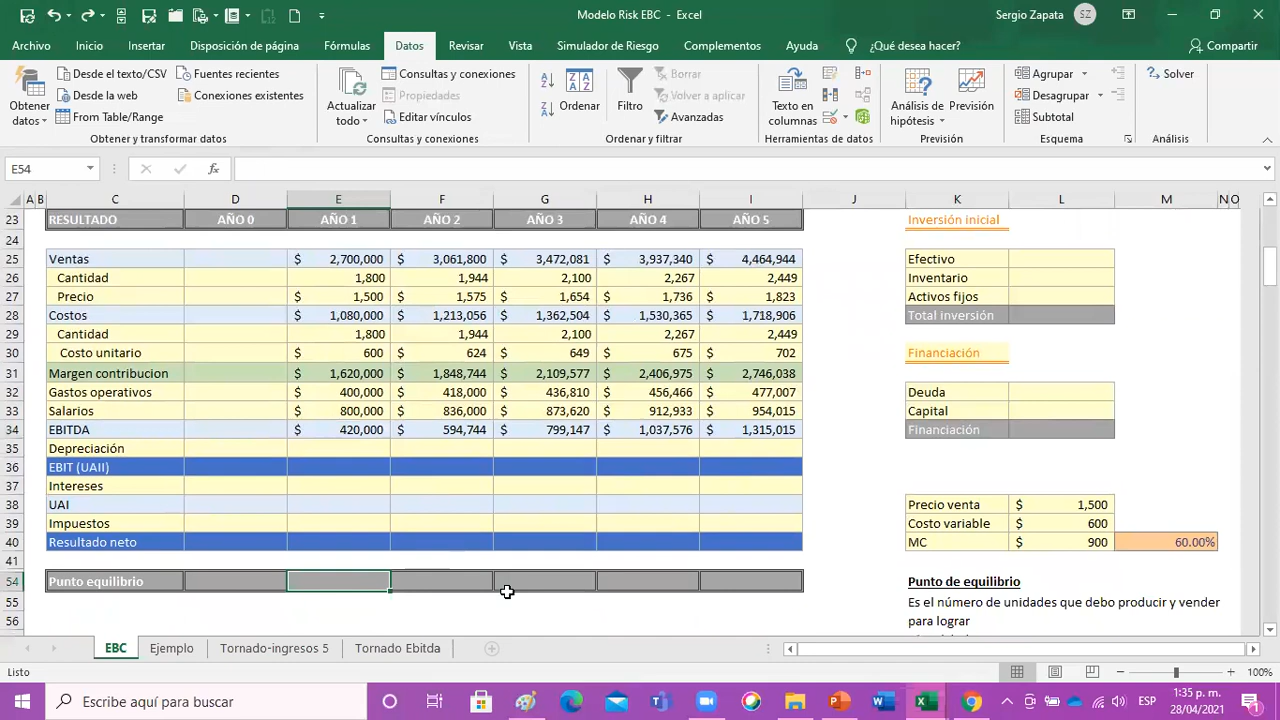 Modelo Risk EBC - Excel
Sergio Zapata SZ
Archivo Inicio Insertar Disposición de página Fórmulas Datos Revisar Vista Simulador de Riesgo Complementos Ayuda ¿Qué desea hacer? Compartir
Obtener datos
Desde el texto/CSV
Desde la web
From Table/Range
Fuentes recientes
Conexiones existentes
Obtener y transformar datos
Actualizar todo
Consultas y conexiones
Propiedades
Editar vínculos
Consultas y conexiones
Ordenar
Filtro
Borrar
Volver a aplicar
Avanzadas
Ordenar y filtrar
Texto en columnas
Herramientas de datos
Análisis de hipótesis
Previsión
Previsión
Agrupar
Desagrupar
Subtotal
Esquema
Solver
Análisis
E54
fx
A B C D E F G H I J K L M N O
23 RESULTADO AÑO 0 AÑO 1 AÑO 2 AÑO 3 AÑO 4 AÑO 5 Inversión inicial
24
25 Ventas $ 2,700,000 $ 3,061,800 $ 3,472,081 $ 3,937,340 $ 4,464,944 Efectivo
26 Cantidad 1,800 1,944 2,100 2,267 2,449 Inventario
27 Precio $ 1,500 $ 1,575 $ 1,654 $ 1,736 $ 1,823 Activos fijos
28 Costos $ 1,080,000 $ 1,213,056 $ 1,362,504 $ 1,530,365 $ 1,718,906 Total inversión
29 Cantidad 1,800 1,944 2,100 2,267 2,449
30 Costo unitario $ 600 $ 624 $ 649 $ 675 $ 702 Financiación
31 Margen contribucion $ 1,620,000 $ 1,848,744 $ 2,109,577 $ 2,406,975 $ 2,746,038
32 Gastos operativos $ 400,000 $ 418,000 $ 436,810 $ 456,466 $ 477,007 Deuda
33 Salarios $ 800,000 $ 836,000 $ 873,620 $ 912,933 $ 954,015 Capital
34 EBITDA $ 420,000 $ 594,744 $ 799,147 $ 1,037,576 $ 1,315,015 Financiación
35 Depreciación
36 EBIT (UAII)
37 Intereses
38 UAI Precio venta $ 1,500
39 Impuestos Costo variable $ 600
40 Resultado neto MC $ 900 60.00%
41
54 Punto equilibrio Punto de equilibrio
55 Es el número de unidades que debo producir y vender
56 para lograr
EBC Ejemplo Tornado-ingresos 5 Tornado Ebitda
Listo 100%
Escribe aquí para buscar
ESP
1:35 p. m.
28/04/2021
1